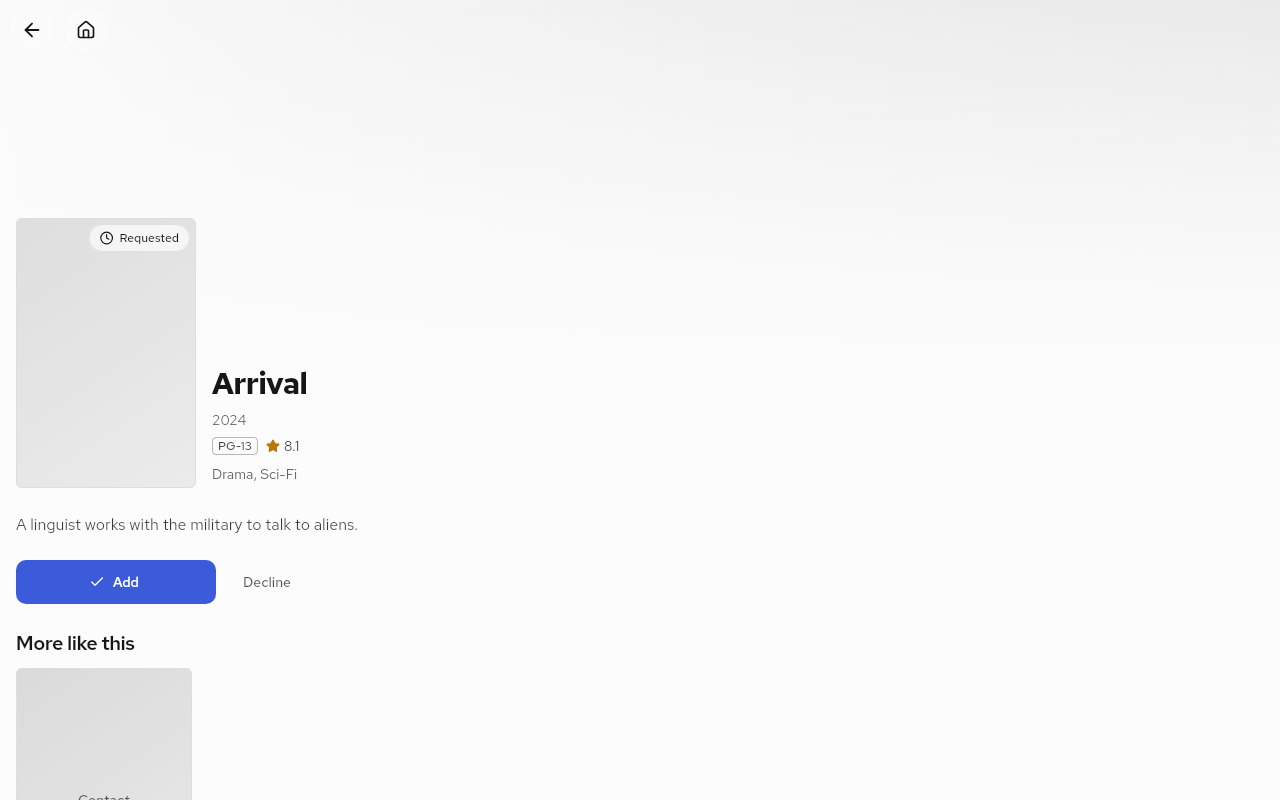 Requested
Arrival
2024
PG-13 8.1
Drama, Sci-Fi
A linguist works with the military to talk to aliens.
Add Decline
More like this
Contact